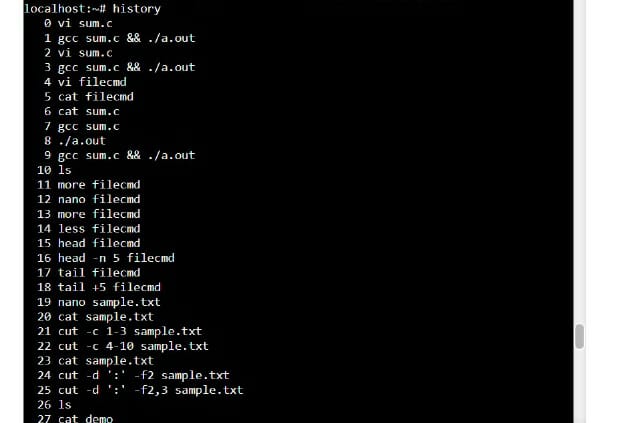 localhost:~# history
0 vi sum.c
1 gcc sum.c && ./a.out
2 vi sum.c
3 gcc sum.c && ./a.out
4 vi filecmd
5 cat filecmd
6 cat sum.c
7 gcc sum.c
8 ./a.out
9 gcc sum.c && ./a.out
10 ls
11 more filecmd
12 nano filecmd
13 more filecmd
14 less filecmd
15 head filecmd
16 head -n 5 filecmd
17 tail filecmd
18 tail +5 filecmd
19 nano sample.txt
20 cat sample.txt
21 cut -c 1-3 sample.txt
22 cut -c 4-10 sample.txt
23 cat sample.txt
24 cut -d ':' -f2 sample.txt
25 cut -d ':' -f2,3 sample.txt
26 ls
27 cat demo